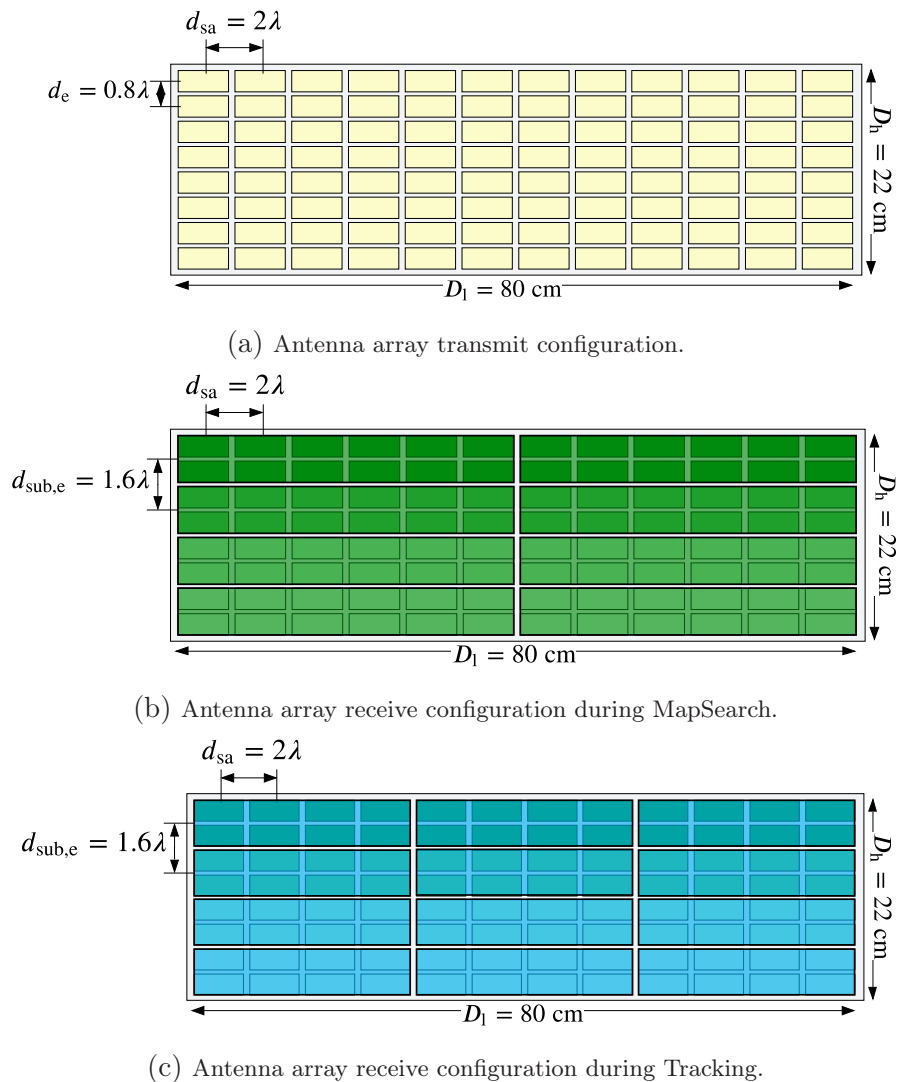 d_sa = 2λ
d_e = 0.8λ
D_h = 22 cm
D_l = 80 cm
(a) Antenna array transmit configuration.
d_sa = 2λ
d_sub,e = 1.6λ
D_h = 22 cm
D_l = 80 cm
(b) Antenna array receive configuration during MapSearch.
d_sa = 2λ
d_sub,e = 1.6λ
D_h = 22 cm
D_l = 80 cm
(c) Antenna array receive configuration during Tracking.